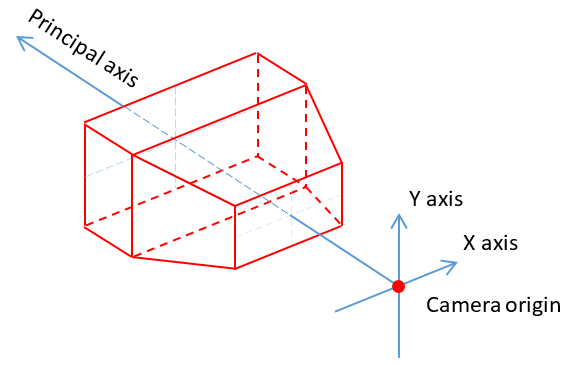 Principal axis
Y axis
X axis
Camera origin